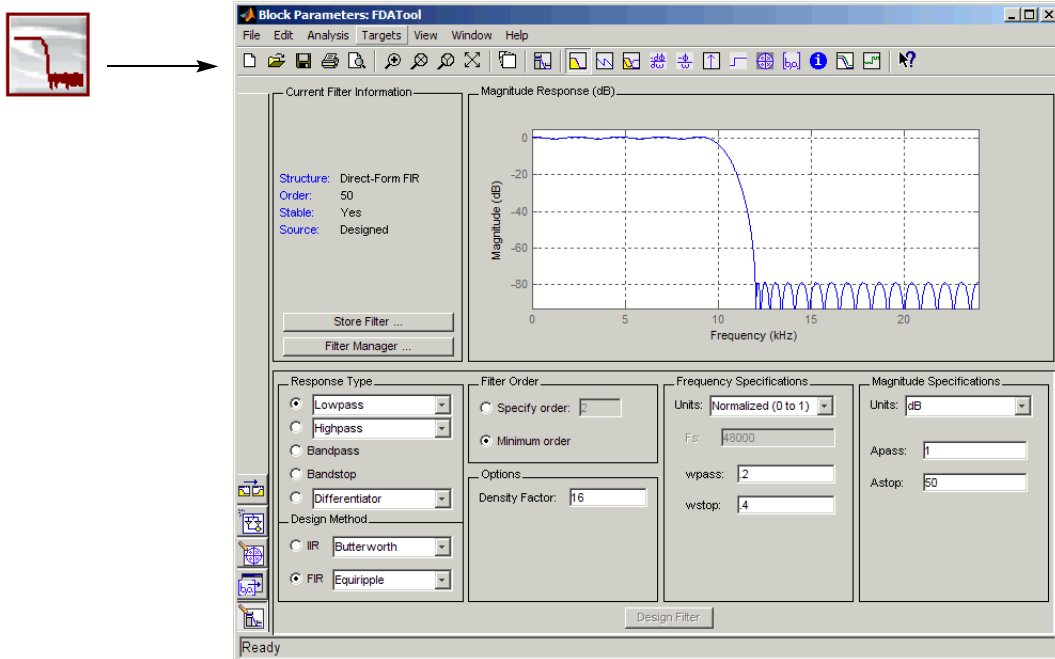 Block Parameters: FDATool
File Edit Analysis Targets View Window Help
Current Filter Information
Structure: Direct-Form FIR
Order: 50
Stable: Yes
Source: Designed
Store Filter ...
Filter Manager ...
Magnitude Response (dB)
Magnitude (dB)
0
-20
-40
-60
-80
0 5 10 15 20
Frequency (kHz)
Response Type
Lowpass
Highpass
Bandpass
Bandstop
Differentiator
Design Method
IIR Butterworth
FIR Equiripple
Filter Order
Specify order: 2
Minimum order
Options
Density Factor: 16
Frequency Specifications
Units: Normalized (0 to 1)
Fs: 48000
wpass: .2
wstop: .4
Magnitude Specifications
Units: dB
Apass: 1
Astop: 50
Design Filter
Ready